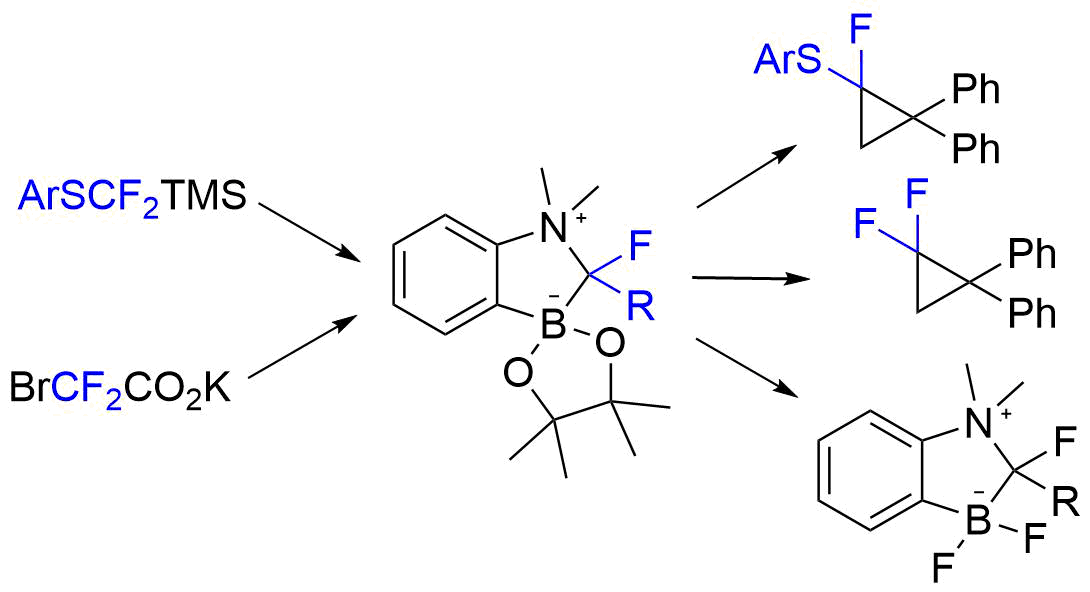 ArSCF2TMS
BrCF2CO2K
N+
F
R
B-
O
O
F
ArS
Ph
Ph
F
F
Ph
Ph
N+
F
R
B-
F
F